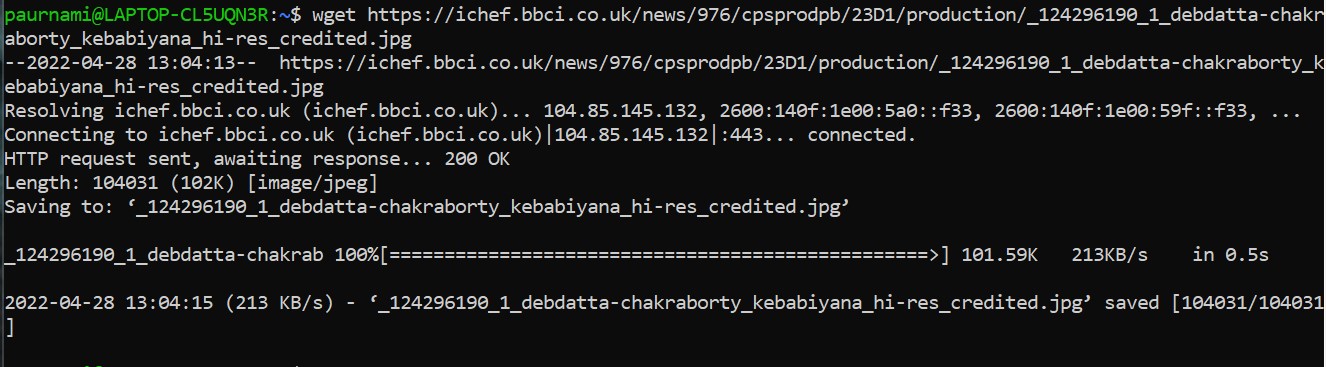 paurnami@LAPTOP-CL5UQN3R:~$ wget https://ichef.bbci.co.uk/news/976/cpsprodpb/23D1/production/_124296190_1_debdatta-chakr
aborty_kebabiyana_hi-res_credited.jpg
--2022-04-28 13:04:13--  https://ichef.bbci.co.uk/news/976/cpsprodpb/23D1/production/_124296190_1_debdatta-chakraborty_k
ebabiyana_hi-res_credited.jpg
Resolving ichef.bbci.co.uk (ichef.bbci.co.uk)... 104.85.145.132, 2600:140f:1e00:5a0::f33, 2600:140f:1e00:59f::f33, ...
Connecting to ichef.bbci.co.uk (ichef.bbci.co.uk)|104.85.145.132|:443... connected.
HTTP request sent, awaiting response... 200 OK
Length: 104031 (102K) [image/jpeg]
Saving to: ‘_124296190_1_debdatta-chakraborty_kebabiyana_hi-res_credited.jpg’
_124296190_1_debdatta-chakrab 100%[=================================================>] 101.59K   213KB/s    in 0.5s
2022-04-28 13:04:15 (213 KB/s) - ‘_124296190_1_debdatta-chakraborty_kebabiyana_hi-res_credited.jpg’ saved [104031/104031
]